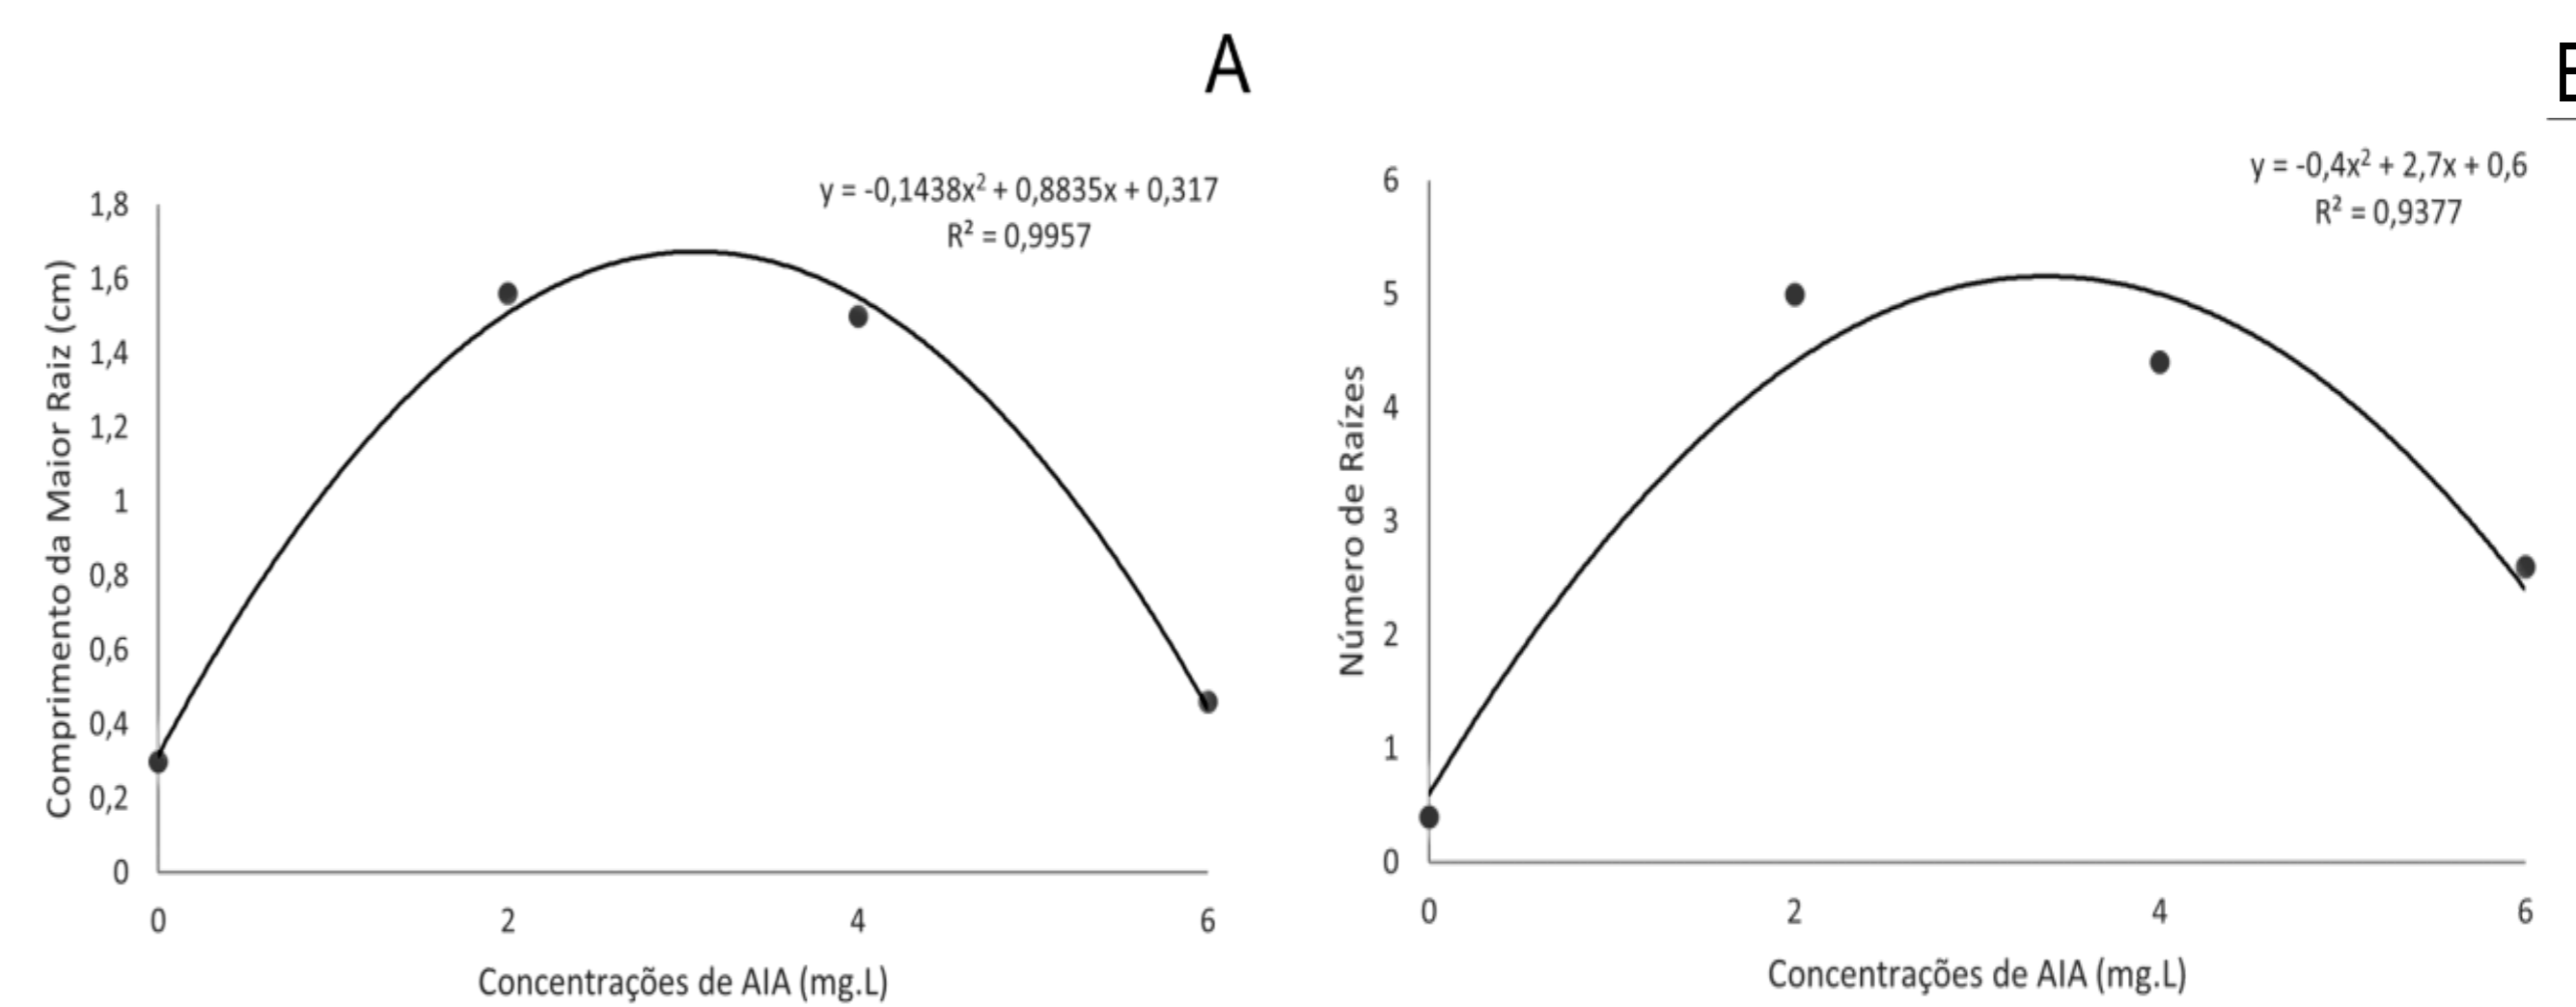 A
y = -0,1438x² + 0,8835x + 0,317
R² = 0,9957
Comprimento da Maior Raiz (cm)
1,8
1,6
1,4
1,2
1
0,8
0,6
0,4
0,2
0
0 2 4 6
Concentrações de AIA (mg.L)
y = -0,4x² + 2,7x + 0,6
R² = 0,9377
Número de Raízes
6
5
4
3
2
1
0
0 2 4 6
Concentrações de AIA (mg.L)